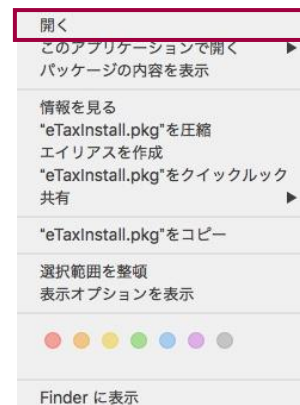 開く
このアプリケーションで開く
パッケージの内容を表示
情報を見る
"eTaxInstall.pkg"を圧縮
エイリアスを作成
"eTaxInstall.pkg"をクイックルック
共有
"eTaxInstall.pkg"をコピー
選択範囲を整頓
表示オプションを表示
Finder に表示